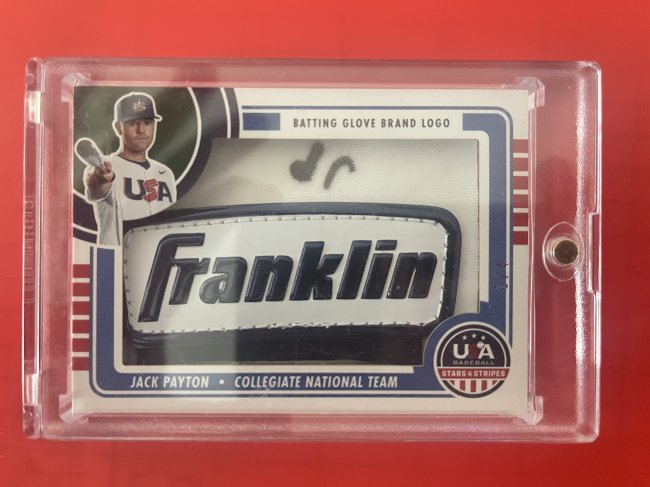 BATTING GLOVE BRAND LOGO
USA
Franklin
USA
BASEBALL
STARS & STRIPES
JACK PAYTON • COLLEGIATE NATIONAL TEAM